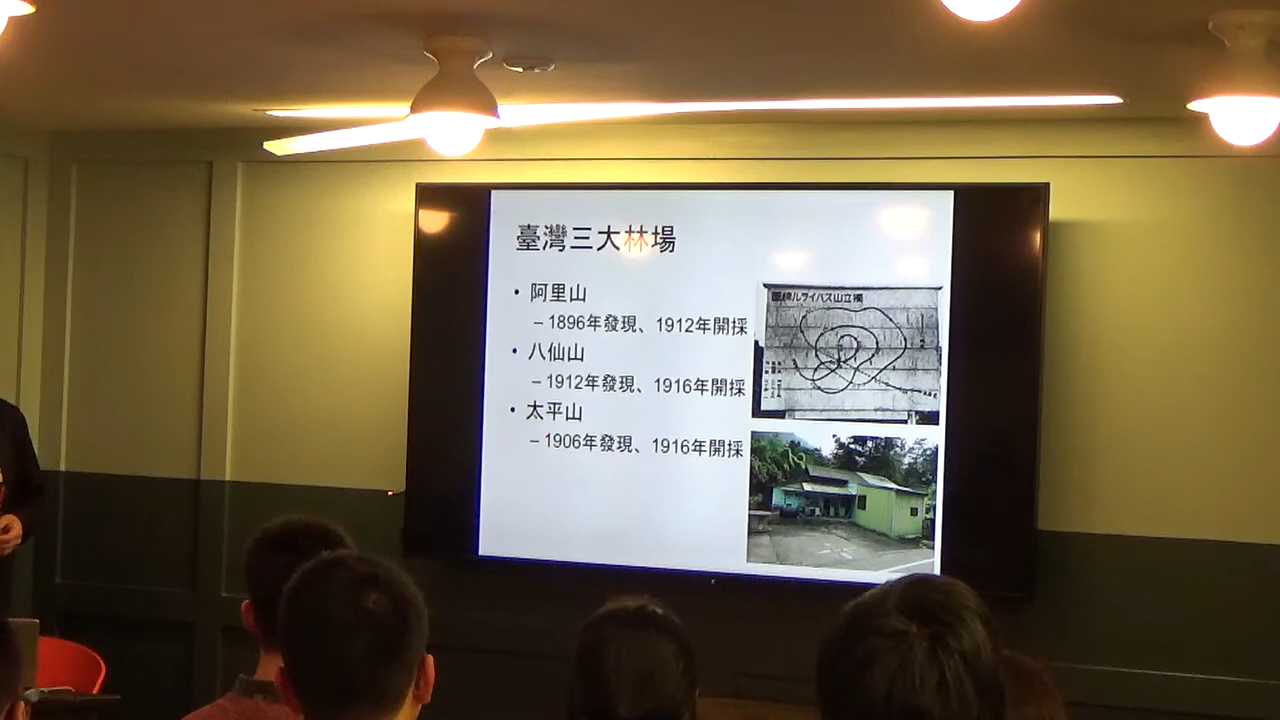 臺灣三大林場
• 阿里山
– 1896年發現、1912年開採
• 八仙山
– 1912年發現、1916年開採
• 太平山
– 1906年發現、1916年開採